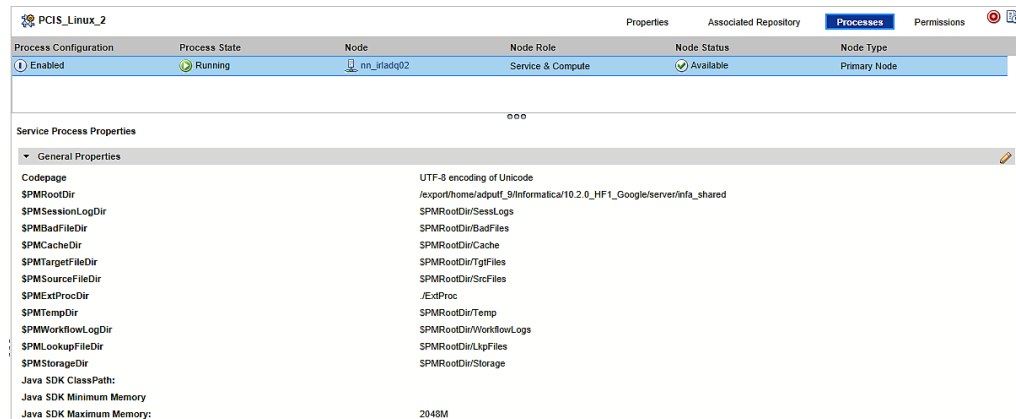 PCIS_Linux_2 Properties Associated Repository Processes Permissions
Process Configuration Process State Node Node Role Node Status Node Type
Enabled Running nn_irladq02 Service & Compute Available Primary Node
Service Process Properties
General Properties
Codepage UTF-8 encoding of Unicode
$PMRootDir /export/home/adpulf_9/Informatica/10.2.0_HF1_Google/server/infa_shared
$PMSessionLogDir $PMRootDir/SessLogs
$PMBadFileDir $PMRootDir/BadFiles
$PMCacheDir $PMRootDir/Cache
$PMTargetFileDir $PMRootDir/TgtFiles
$PMSourceFileDir $PMRootDir/SrcFiles
$PMExtProcDir ./ExtProc
$PMTempDir $PMRootDir/Temp
$PMWorkflowLogDir $PMRootDir/WorkflowLogs
$PMLookupFileDir $PMRootDir/LkpFiles
$PMStorageDir $PMRootDir/Storage
Java SDK ClassPath:
Java SDK Minimum Memory
Java SDK Maximum Memory: 2048M